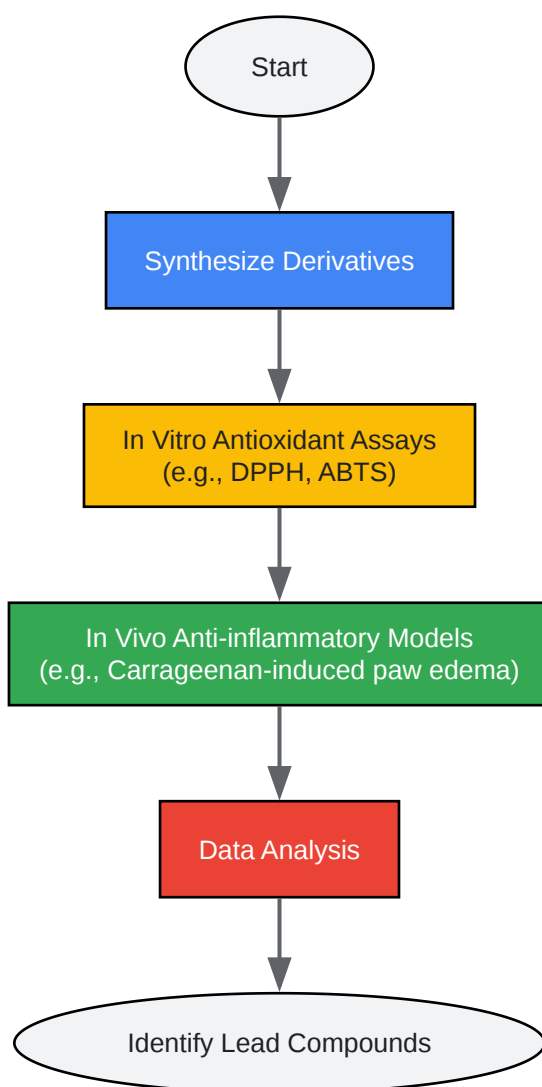 Start
Synthesize Derivatives
In Vitro Antioxidant Assays
(e.g., DPPH, ABTS)
In Vivo Anti-inflammatory Models
(e.g., Carrageenan-induced paw edema)
Data Analysis
Identify Lead Compounds